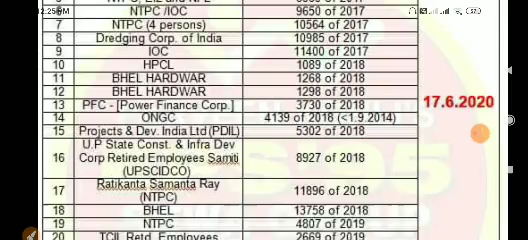 12:25
NTPC/IOC 9650 of 2017
7 NTPC (4 persons) 10564 of 2017
8 Dredging Corp. of India 10985 of 2017
9 IOC 11400 of 2017
10 HPCL 1089 of 2018
11 BHEL HARDWAR 1268 of 2018
12 BHEL HARDWAR 1298 of 2018
13 PFC - [Power Finance Corp.] 3730 of 2018
17.6.2020
14 ONGC 4139 of 2018 (<1.9.2014)
15 Projects & Dev. India Ltd (PDIL) 5302 of 2018
U.P State Const. & Infra Dev
16 Corp Retired Employees Samiti 8927 of 2018
(UPSCIDCO)
17 Ratikanta Samanta Ray 11896 of 2018
(NTPC)
18 BHEL 13758 of 2018
19 NTPC 4807 of 2019
20 TCIL Retd. Employees 2669 of 2019